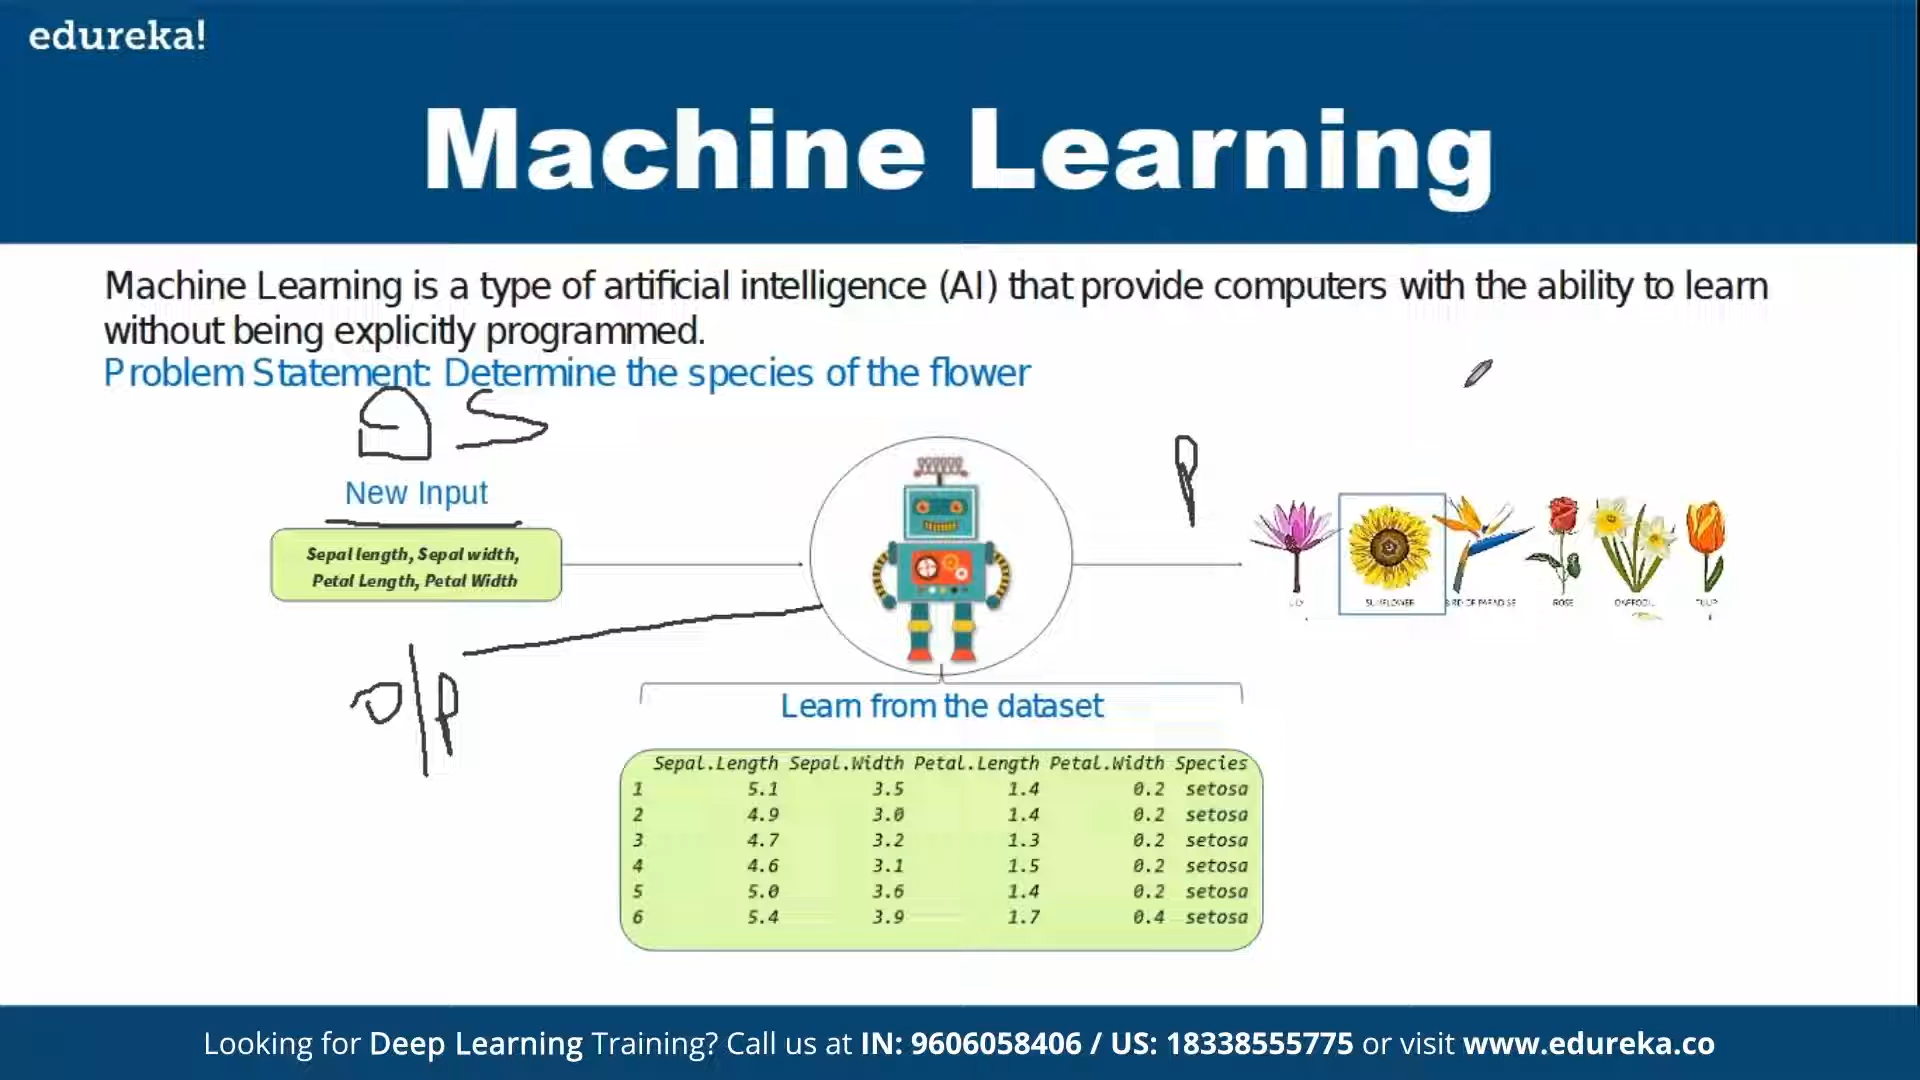 edureka!
Machine Learning
Machine Learning is a type of artificial intelligence (AI) that provide computers with the ability to learn
without being explicitly programmed.
Problem Statement: Determine the species of the flower
New Input
Sepal length, Sepal width,
Petal Length, Petal Width
P
SUNFLOWER BIRD OF PARADISE ROSE DAFFODIL TULIP
O/P
Learn from the dataset
Sepal.Length Sepal.Width Petal.Length Petal.Width Species
1 5.1 3.5 1.4 0.2 setosa
2 4.9 3.0 1.4 0.2 setosa
3 4.7 3.2 1.3 0.2 setosa
4 4.6 3.1 1.5 0.2 setosa
5 5.0 3.6 1.4 0.2 setosa
6 5.4 3.9 1.7 0.4 setosa
Looking for Deep Learning Training? Call us at IN: 9606058406 / US: 18338555775 or visit www.edureka.co